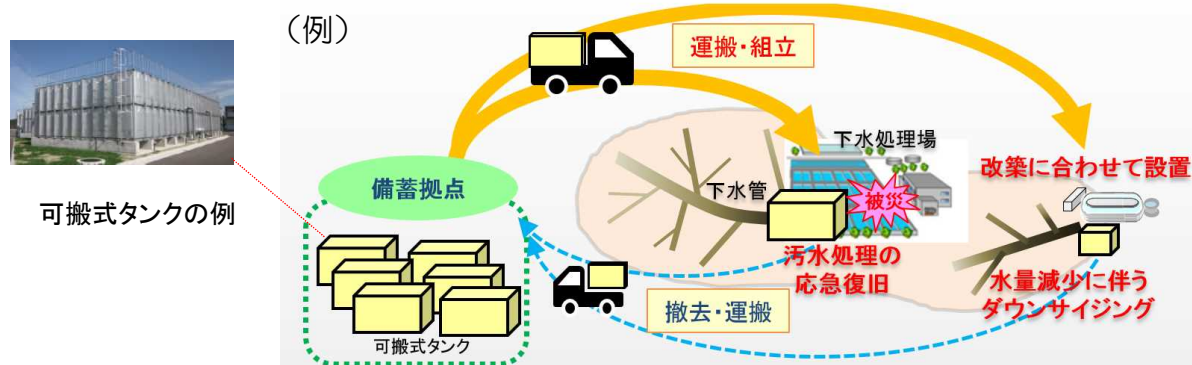 (例)
運搬・組立
下水処理場
改築に合わせて設置
備蓄拠点
下水管
被災
可搬式タンクの例
汚水処理の
応急復旧
水量減少に伴う
ダウンサイジング
撤去・運搬
可搬式タンク